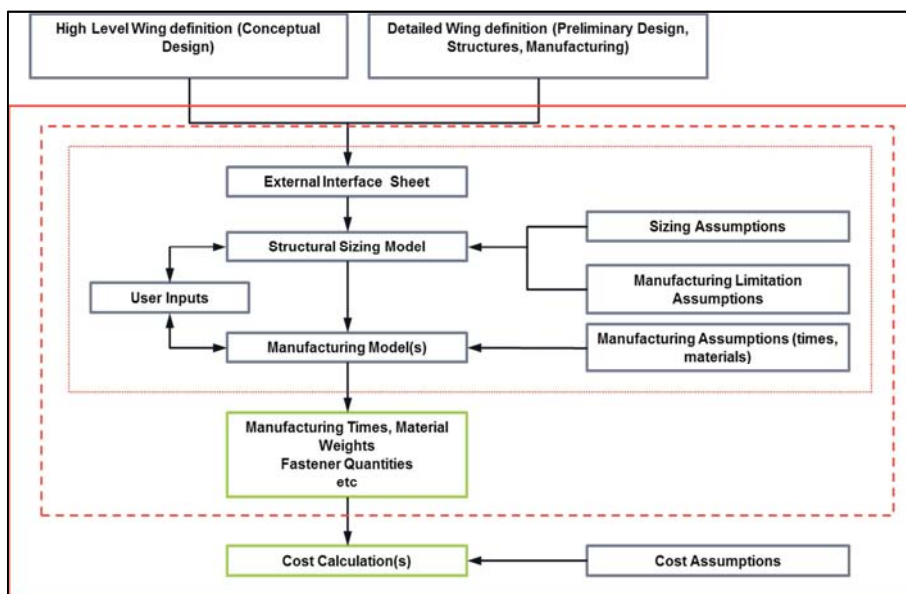 High Level Wing definition (Conceptual
Design)
Detailed Wing definition (Preliminary Design,
Structures, Manufacturing)
External Interface Sheet
Structural Sizing Model
Sizing Assumptions
User Inputs
Manufacturing Limitation
Assumptions
Manufacturing Model(s)
Manufacturing Assumptions (times,
materials)
Manufacturing Times, Material
Weights
Fastener Quantities
etc
Cost Calculation(s)
Cost Assumptions